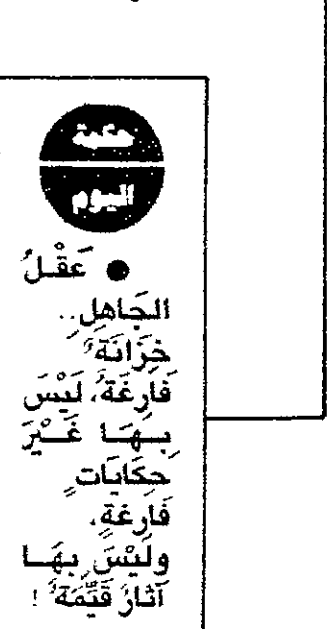 حكمة
اليوم
● عَقْلُ
الجَاهِلِ..
خِزَانَةٌ
فَارِغَةٌ، لَيْسَ
بِهَا غَيْرَ
حِكَايَاتٍ
فَارِغَةٍ،
ولَيْسَ بِهَا
آثَارٌ قَيِّمَةٌ !